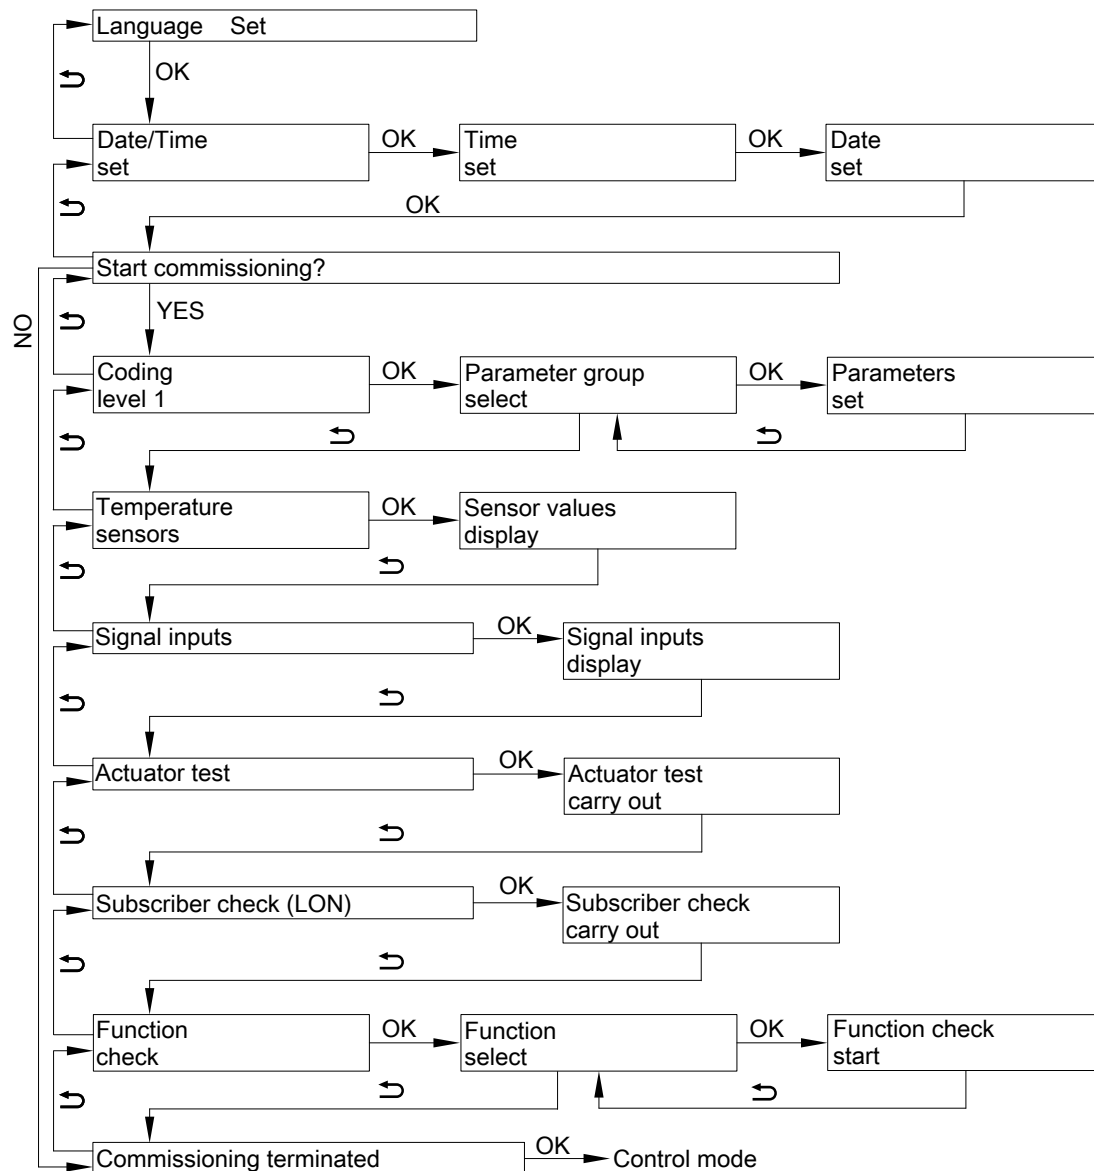 Language Set
OK
Date/Time
set
OK
Time
set
OK
Date
set
OK
Start commissioning?
NO
YES
Coding
level 1
OK
Parameter group
select
OK
Parameters
set
Temperature
sensors
OK
Sensor values
display
Signal inputs
OK
Signal inputs
display
Actuator test
OK
Actuator test
carry out
Subscriber check (LON)
OK
Subscriber check
carry out
Function
check
OK
Function
select
OK
Function check
start
Commissioning terminated
OK
Control mode